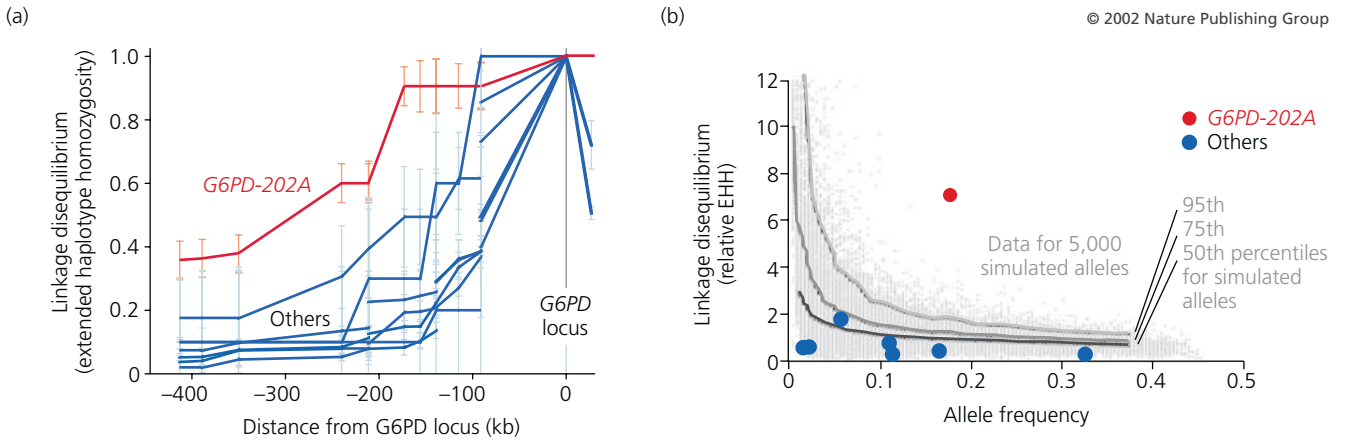 (a)
Linkage disequilibrium
(extended haplotype homozygosity)
1.0
0.8
0.6
0.4
0.2
0
G6PD-202A
Others
G6PD
locus
−400
−300
−200
−100
0
Distance from G6PD locus (kb)
(b)
© 2002 Nature Publishing Group
Linkage disequilibrium
(relative EHH)
12
10
8
6
4
2
0
G6PD-202A
Others
Data for 5,000
simulated alleles
95th
75th
50th percentiles
for simulated
alleles
0
0.1
0.2
0.3
0.4
0.5
Allele frequency